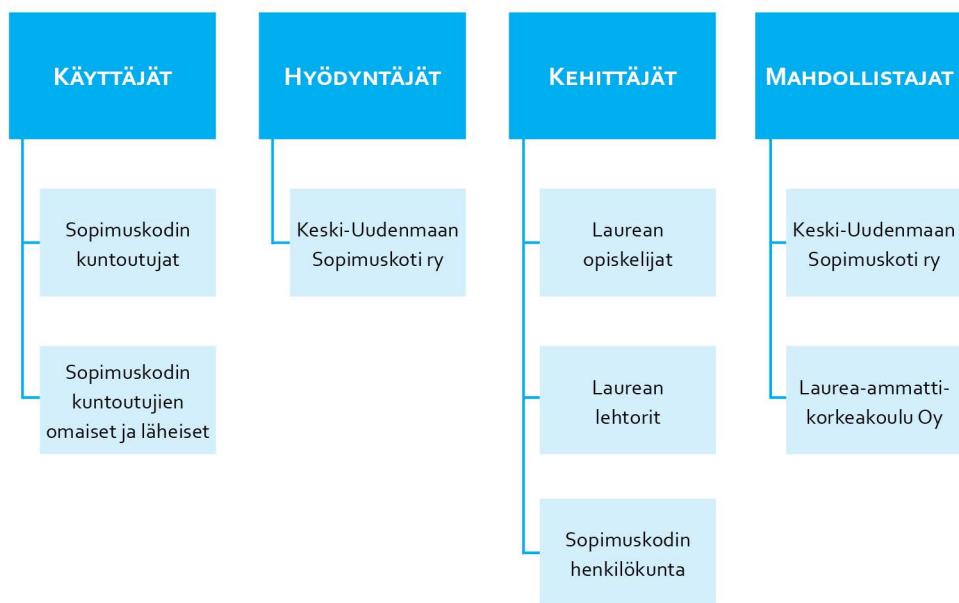 KÄYTTÄJÄT
Sopimuskodin
kuntoutujat
Sopimuskodin
kuntoutujien
omaiset ja läheiset
HYÖDYNTÄJÄT
Keski-Uudenmaan
Sopimuskoti ry
KEHITTÄJÄT
Laurean
opiskelijat
Laurean
lehtorit
Sopimuskodin
henkilökunta
MAHDOLLISTAJAT
Keski-Uudenmaan
Sopimuskoti ry
Laurea-ammatti-
korkeakoulu Oy